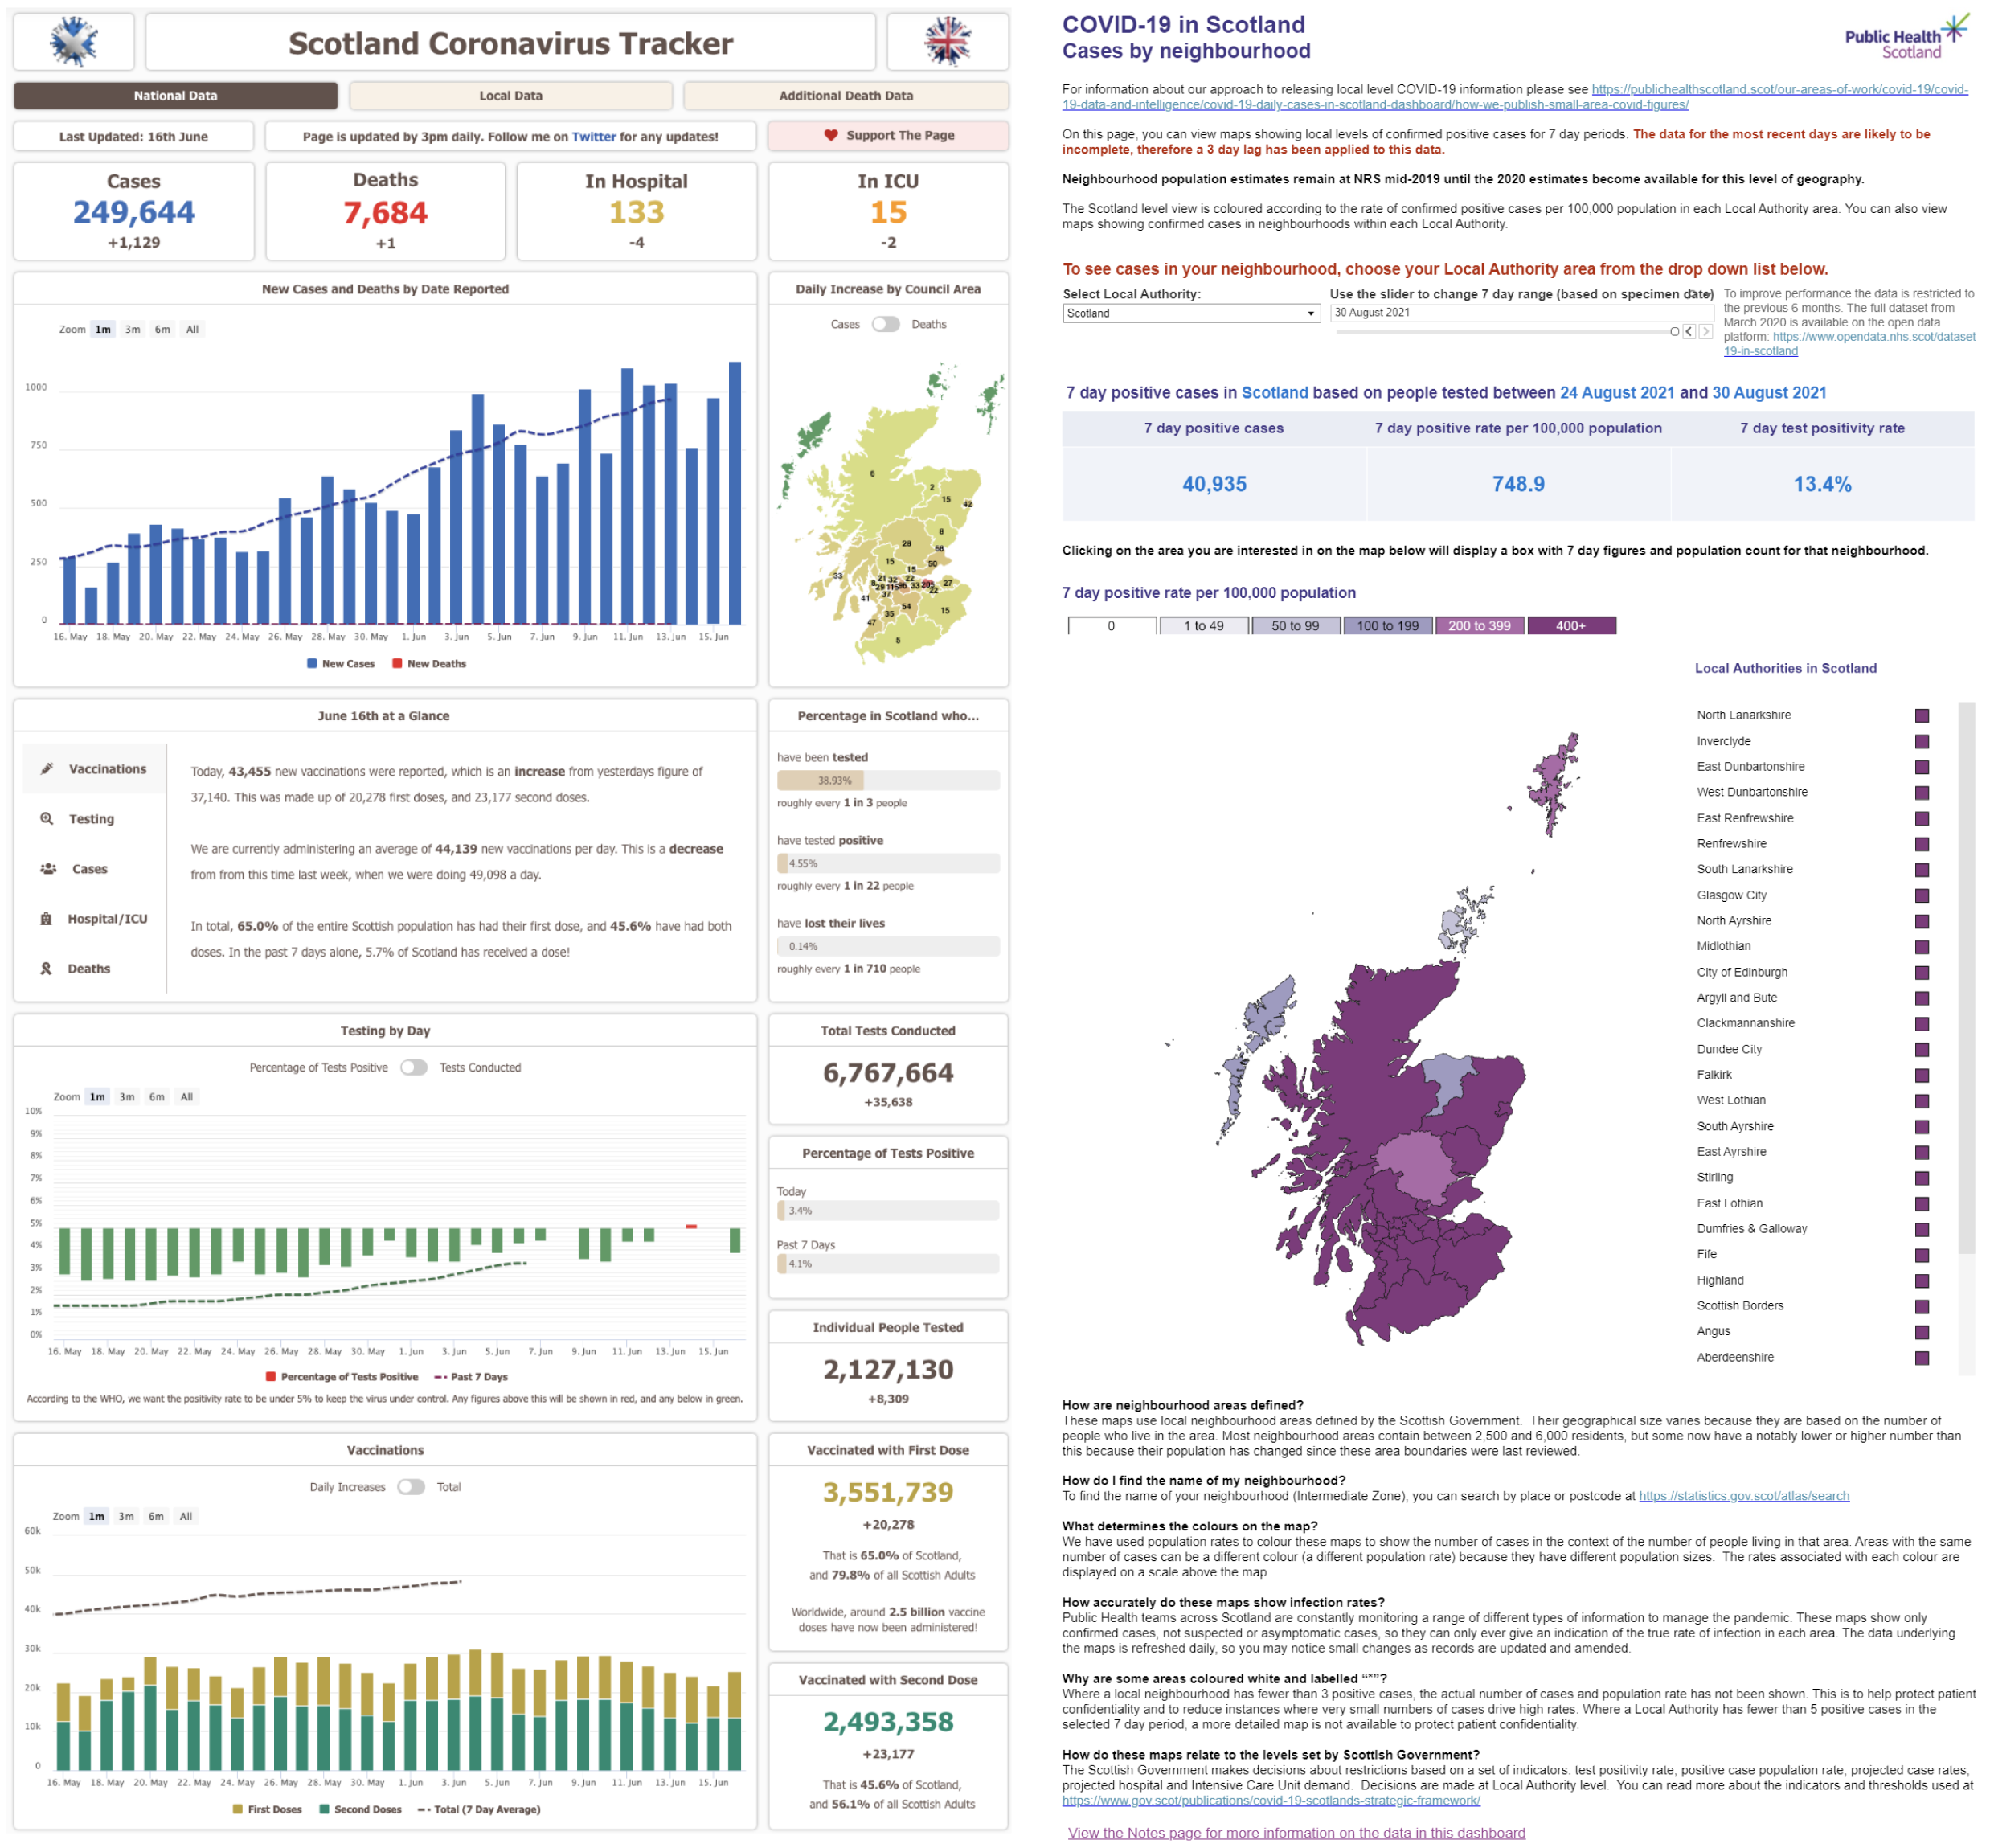 Scotland Coronavirus Tracker
National Data
Local Data
Additional Death Data
Last Updated: 16th June
Page is updated by 3pm daily. Follow me on Twitter for any updates!
Support The Page
Cases
249,644
+1,129
Deaths
7,684
+1
In Hospital
133
-4
In ICU
15
-2
New Cases and Deaths by Date Reported
Zoom 1m 3m 6m All
1000
750
500
250
0
16. May 18. May 20. May 22. May 24. May 26. May 28. May 30. May 1. Jun 3. Jun 5. Jun 7. Jun 9. Jun 11. Jun 13. Jun 15. Jun
New Cases New Deaths
Daily Increase by Council Area
Cases Deaths
6
2
15
42
8
28
68
15
50
15
33
21 32 22
33 205 27
22
37
41
54
15
35
47
5
June 16th at a Glance
Vaccinations
Testing
Cases
Hospital/ICU
Deaths
Today, 43,455 new vaccinations were reported, which is an increase from yesterdays figure of
37,140. This was made up of 20,278 first doses, and 23,177 second doses.
We are currently administering an average of 44,139 new vaccinations per day. This is a decrease
from from this time last week, when we were doing 49,098 a day.
In total, 65.0% of the entire Scottish population has had their first dose, and 45.6% have had both
doses. In the past 7 days alone, 5.7% of Scotland has received a dose!
Percentage in Scotland who...
have been tested
38.93%
roughly every 1 in 3 people
have tested positive
4.55%
roughly every 1 in 22 people
have lost their lives
0.14%
roughly every 1 in 710 people
Testing by Day
Percentage of Tests Positive Tests Conducted
Zoom 1m 3m 6m All
10%
9%
8%
7%
6%
5%
4%
3%
2%
1%
0%
16. May 18. May 20. May 22. May 24. May 26. May 28. May 30. May 1. Jun 3. Jun 5. Jun 7. Jun 9. Jun 11. Jun 13. Jun 15. Jun
Percentage of Tests Positive Past 7 Days
According to the WHO, we want the positivity rate to be under 5% to keep the virus under control. Any figures above this will be shown in red, and any below in green.
Total Tests Conducted
6,767,664
+35,638
Percentage of Tests Positive
Today
3.4%
Past 7 Days
4.1%
Individual People Tested
2,127,130
+8,309
Vaccinations
Daily Increases Total
Zoom 1m 3m 6m All
60k
50k
40k
30k
20k
10k
0
16. May 18. May 20. May 22. May 24. May 26. May 28. May 30. May 1. Jun 3. Jun 5. Jun 7. Jun 9. Jun 11. Jun 13. Jun 15. Jun
First Doses Second Doses Total (7 Day Average)
Vaccinated with First Dose
3,551,739
+20,278
That is 65.0% of Scotland,
and 79.8% of all Scottish Adults
Worldwide, around 2.5 billion vaccine
doses have now been administered!
Vaccinated with Second Dose
2,493,358
+23,177
That is 45.6% of Scotland,
and 56.1% of all Scottish Adults
COVID-19 in Scotland
Cases by neighbourhood
Public Health
Scotland
For information about our approach to releasing local level COVID-19 information please see https://publichealthscotland.scot/our-areas-of-work/covid-19/covid-
19-data-and-intelligence/covid-19-daily-cases-in-scotland-dashboard/how-we-publish-small-area-covid-figures/
On this page, you can view maps showing local levels of confirmed positive cases for 7 day periods. The data for the most recent days are likely to be
incomplete, therefore a 3 day lag has been applied to this data.
Neighbourhood population estimates remain at NRS mid-2019 until the 2020 estimates become available for this level of geography.
The Scotland level view is coloured according to the rate of confirmed positive cases per 100,000 population in each Local Authority area. You can also view
maps showing confirmed cases in neighbourhoods within each Local Authority.
To see cases in your neighbourhood, choose your Local Authority area from the drop down list below.
Select Local Authority:
Scotland
Use the slider to change 7 day range (based on specimen date)
30 August 2021
To improve performance the data is restricted to
the previous 6 months. The full dataset from
March 2020 is available on the open data
platform: https://www.opendata.nhs.scot/dataset
19-in-scotland
7 day positive cases in Scotland based on people tested between 24 August 2021 and 30 August 2021
7 day positive cases
7 day positive rate per 100,000 population
7 day test positivity rate
40,935
748.9
13.4%
Clicking on the area you are interested in on the map below will display a box with 7 day figures and population count for that neighbourhood.
7 day positive rate per 100,000 population
0 1 to 49 50 to 99 100 to 199 200 to 399 400+
Local Authorities in Scotland
North Lanarkshire
Inverclyde
East Dunbartonshire
West Dunbartonshire
East Renfrewshire
Renfrewshire
South Lanarkshire
Glasgow City
North Ayrshire
Midlothian
City of Edinburgh
Argyll and Bute
Clackmannanshire
Dundee City
Falkirk
West Lothian
South Ayrshire
East Ayrshire
Stirling
East Lothian
Dumfries & Galloway
Fife
Highland
Scottish Borders
Angus
Aberdeenshire
How are neighbourhood areas defined?
These maps use local neighbourhood areas defined by the Scottish Government. Their geographical size varies because they are based on the number of
people who live in the area. Most neighbourhood areas contain between 2,500 and 6,000 residents, but some now have a notably lower or higher number than
this because their population has changed since these area boundaries were last reviewed.
How do I find the name of my neighbourhood?
To find the name of your neighbourhood (Intermediate Zone), you can search by place or postcode at https://statistics.gov.scot/atlas/search
What determines the colours on the map?
We have used population rates to colour these maps to show the number of cases in the context of the number of people living in that area. Areas with the same
number of cases can be a different colour (a different population rate) because they have different population sizes. The rates associated with each colour are
displayed on a scale above the map.
How accurately do these maps show infection rates?
Public Health teams across Scotland are constantly monitoring a range of different types of information to manage the pandemic. These maps show only
confirmed cases, not suspected or asymptomatic cases, so they can only ever give an indication of the true rate of infection in each area. The data underlying
the maps is refreshed daily, so you may notice small changes as records are updated and amended.
Why are some areas coloured white and labelled “*”?
Where a local neighbourhood has fewer than 3 positive cases, the actual number of cases and population rate has not been shown. This is to help protect patient
confidentiality and to reduce instances where very small numbers of cases drive high rates. Where a Local Authority has fewer than 5 positive cases in the
selected 7 day period, a more detailed map is not available to protect patient confidentiality.
How do these maps relate to the levels set by Scottish Government?
The Scottish Government makes decisions about restrictions based on a set of indicators: test positivity rate; positive case population rate; projected case rates;
projected hospital and Intensive Care Unit demand. Decisions are made at Local Authority level. You can read more about the indicators and thresholds used at
https://www.gov.scot/publications/covid-19-scotlands-strategic-framework/
View the Notes page for more information on the data in this dashboard